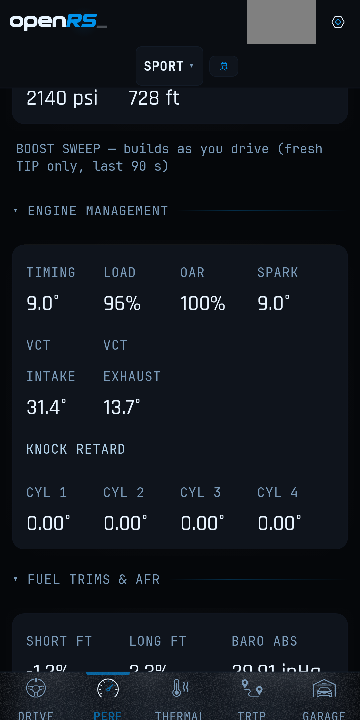 openRS_
SPORT ▾
2140 psi 728 ft
BOOST SWEEP — builds as you drive (fresh
TIP only, last 90 s)
▾ ENGINE MANAGEMENT
TIMING LOAD OAR SPARK
9.0° 96% 100% 9.0°
VCT VCT
INTAKE EXHAUST
31.4° 13.7°
KNOCK RETARD
CYL 1 CYL 2 CYL 3 CYL 4
0.00° 0.00° 0.00° 0.00°
▾ FUEL TRIMS & AFR
SHORT FT LONG FT BARO ABS
DRIVE PERF THERMAL TRIP GARAGE